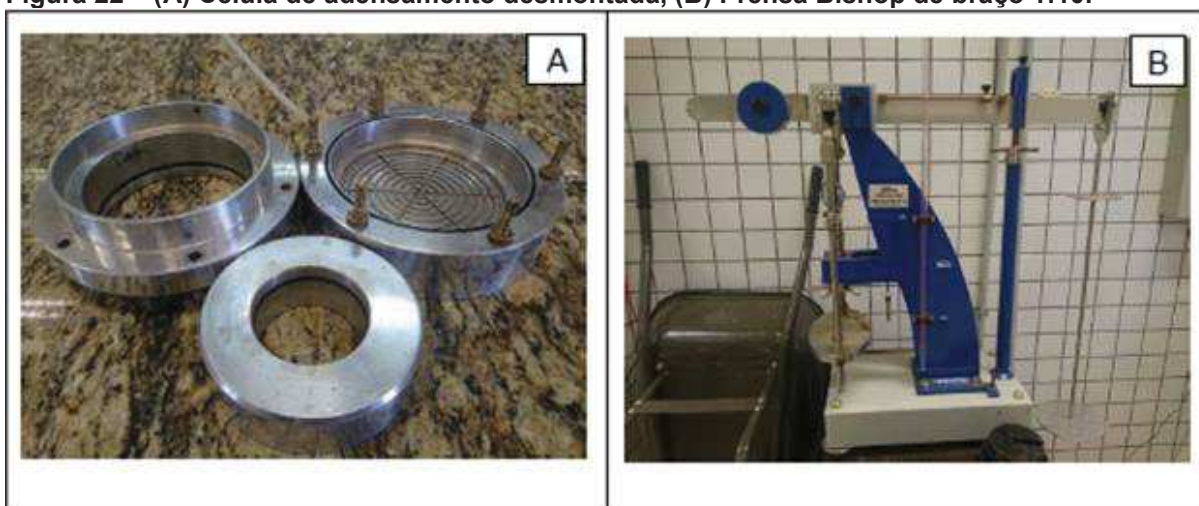 Figura 22 – (A) Célula de adensamento desmontada; (B) Prensa Bishop de braço 1:10.
A
B